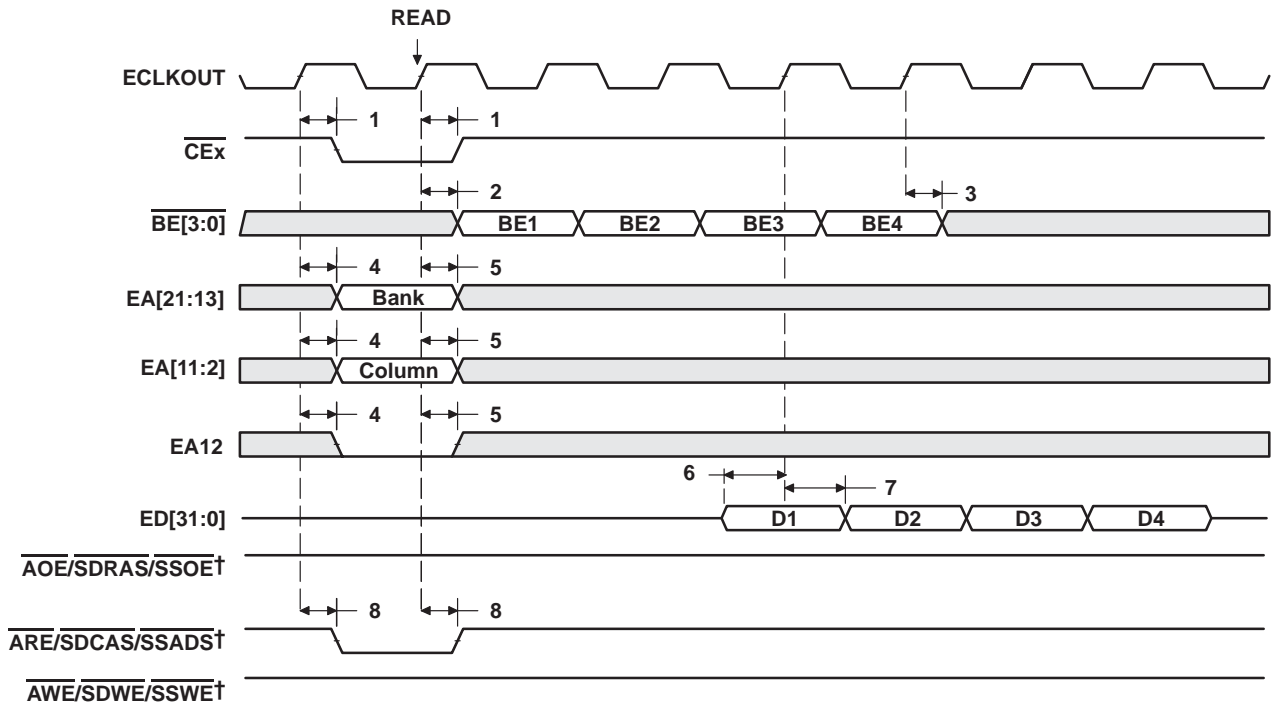 READ
ECLKOUT
1 1
CEx
2 3
BE[3:0] BE1 BE2 BE3 BE4
4 5
EA[21:13] Bank
4 5
EA[11:2] Column
4 5
EA12
6 7
ED[31:0] D1 D2 D3 D4
AOE/SDRAS/SSOE†
8 8
ARE/SDCAS/SSADS†
AWE/SDWE/SSWE†